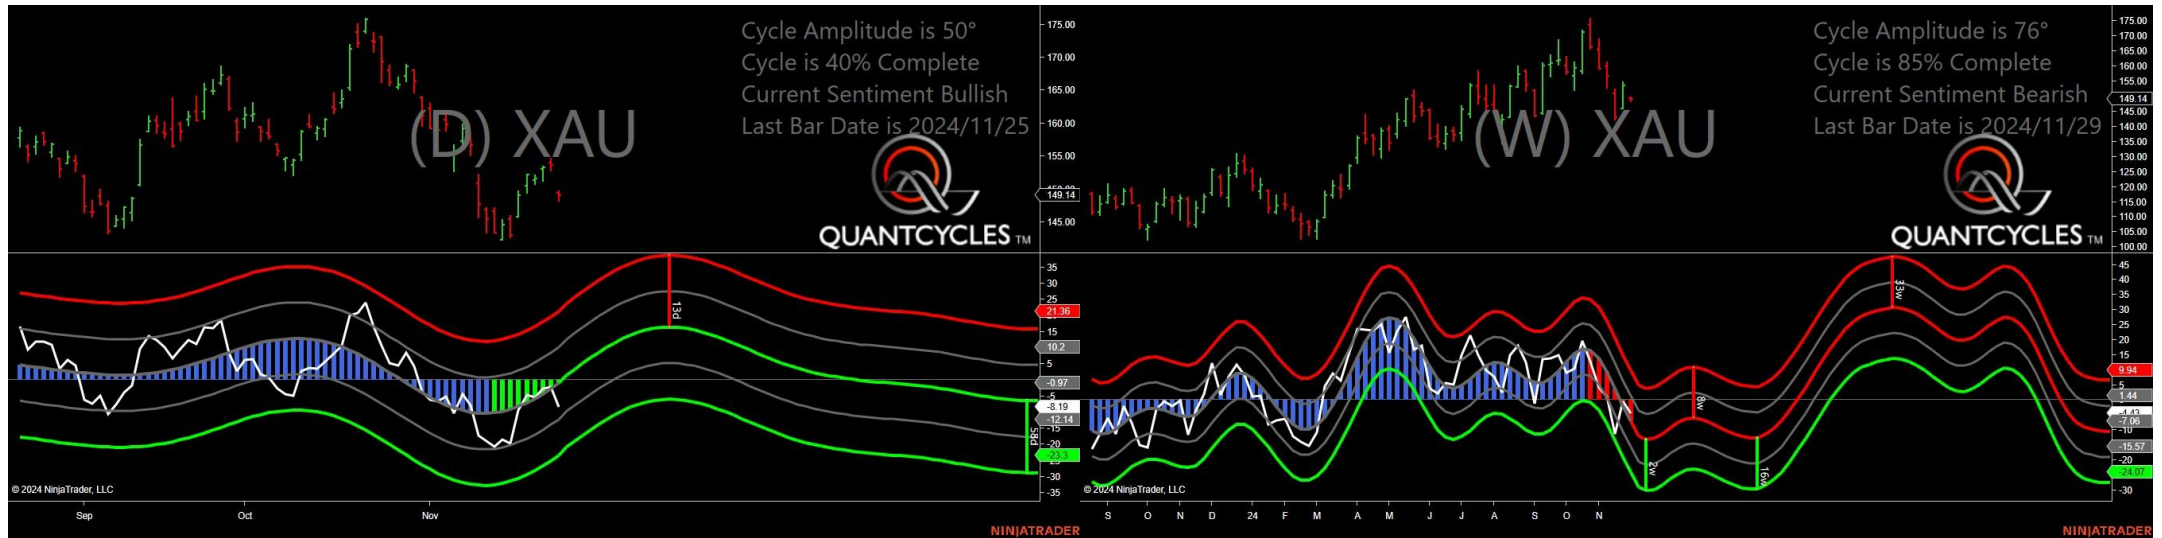 Cycle Amplitude is 50°
Cycle is 40% Complete
Current Sentiment Bullish
Last Bar Date is 2024/11/25
(D) XAU
QUANTCYCLES TM
175.00
170.00
165.00
160.00
155.00
149.14
145.00
35
30
25
21.36
15
10.2
5
-0.97
-5
-8.19
-12.14
-15
-20
-23.3
-30
-35
13d
58d
© 2024 NinjaTrader, LLC
Sep Oct Nov
NINJATRADER
Cycle Amplitude is 76°
Cycle is 85% Complete
Current Sentiment Bearish
Last Bar Date is 2024/11/29
(W) XAU
QUANTCYCLES TM
175.00
170.00
165.00
160.00
155.00
149.14
145.00
140.00
135.00
130.00
125.00
120.00
115.00
110.00
105.00
100.00
45
40
35
30
25
20
15
9.94
5
1.44
-4.43
-7.06
-10
-15.57
-20
-24.07
-30
33w
8w
2w
16w
© 2024 NinjaTrader, LLC
S O N D 24 F M A M J J A S O N
NINJATRADER